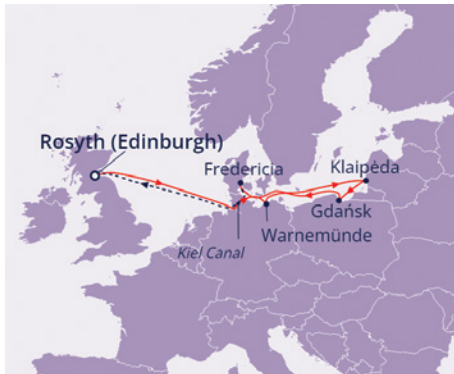 Rosyth (Edinburgh)
Fredericia
Klaipėda
Gdańsk
Warnemünde
Kiel Canal